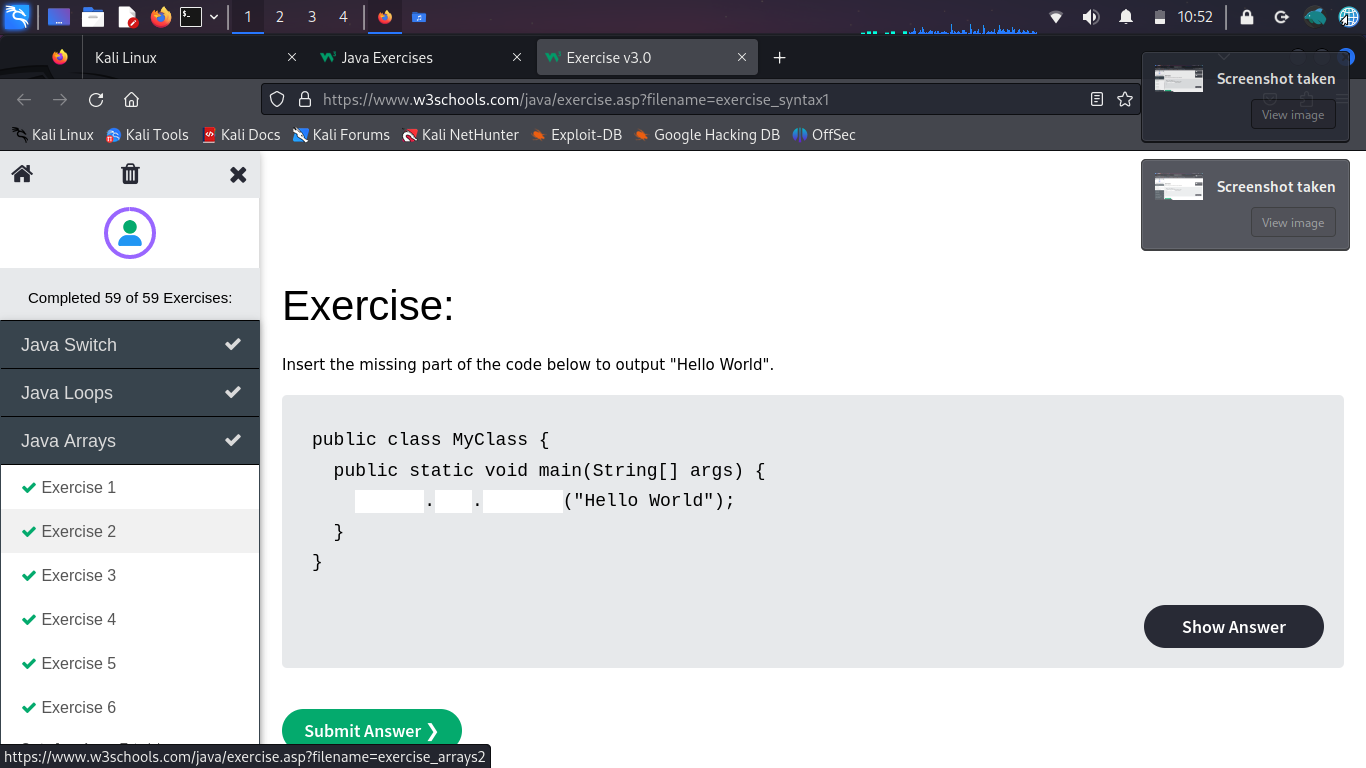 1 2 3 4 10:52
Kali Linux Java Exercises Exercise v3.0
https://www.w3schools.com/java/exercise.asp?filename=exercise_syntax1
Kali Linux Kali Tools Kali Docs Kali Forums Kali NetHunter Exploit-DB Google Hacking DB OffSec
Screenshot taken
View image
Screenshot taken
View image
Completed 59 of 59 Exercises:
Java Switch
Java Loops
Java Arrays
Exercise 1
Exercise 2
Exercise 3
Exercise 4
Exercise 5
Exercise 6
Exercise:
Insert the missing part of the code below to output "Hello World".
public class MyClass {
public static void main(String[] args) {
. . ("Hello World");
}
}
Show Answer
Submit Answer ❯
https://www.w3schools.com/java/exercise.asp?filename=exercise_arrays2